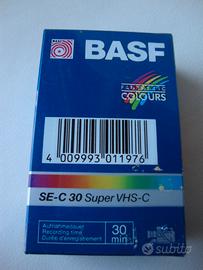 BASF
COLOURS
4 009993 011976
SE-C 30 Super VHS-C
Aufnahmedauer
Recording time
Durée d'enregistrement
30
min
subito